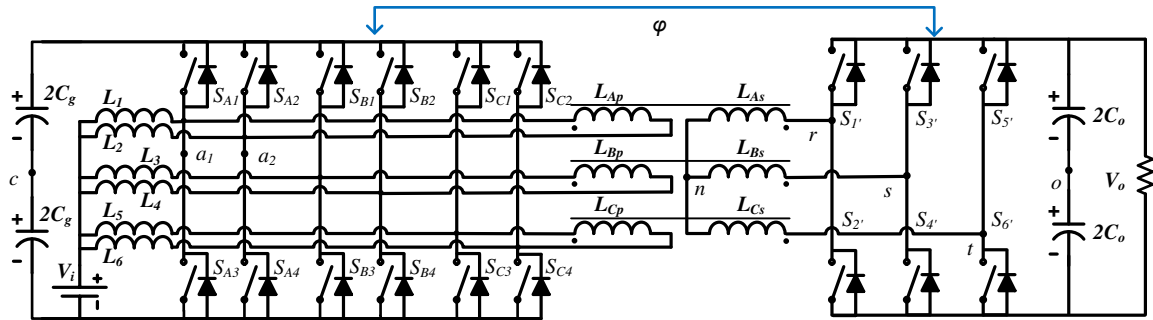 φ
2Cg
L1
L2
SA1
SA2
SB1
SB2
SC1
SC2
LAp
LAs
S1'
S3'
S5'
r
2Co
c
a1
a2
L3
L4
LBp
LBs
n
s
o
Vo
2Cg
L5
L6
LCp
LCs
S2'
S4'
S6'
t
2Co
Vi
SA3
SA4
SB3
SB4
SC3
SC4